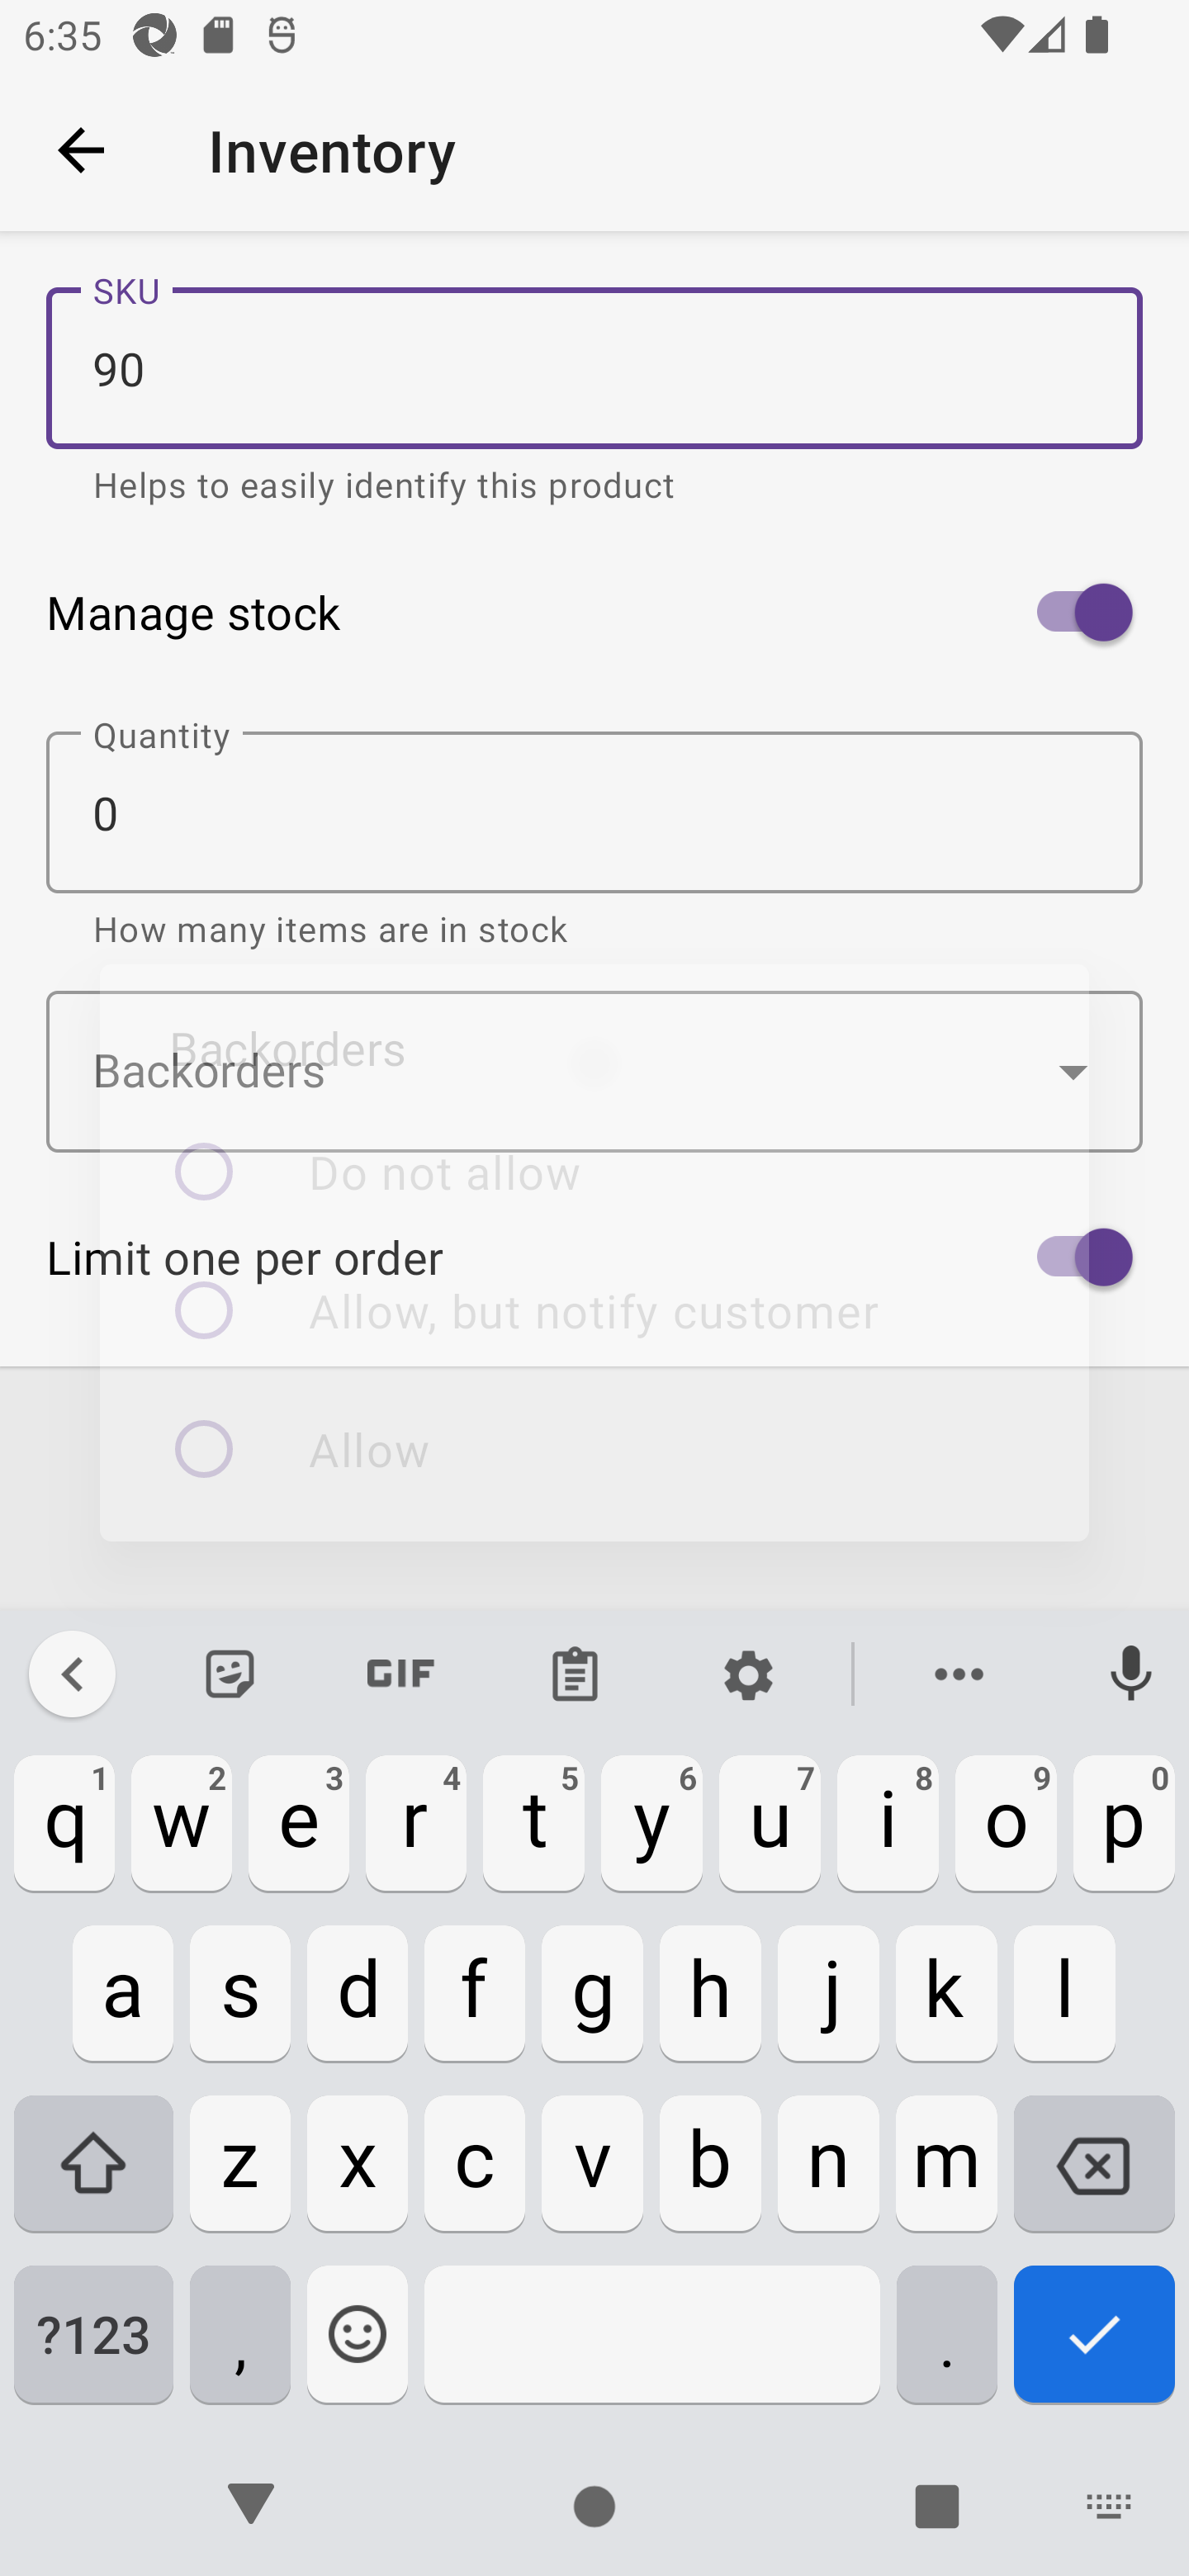 6:35
Inventory
SKU
90
Helps to easily identify this product
Manage stock
Quantity
0
How many items are in stock
Backorders
Backorders
Do not allow
Limit one per order
Allow, but notify customer
Allow
GIF
1 2 3 4 5 6 7 8 9 0
q w e r t y u i o p
a s d f g h j k l
z x c v b n m
?123 , .